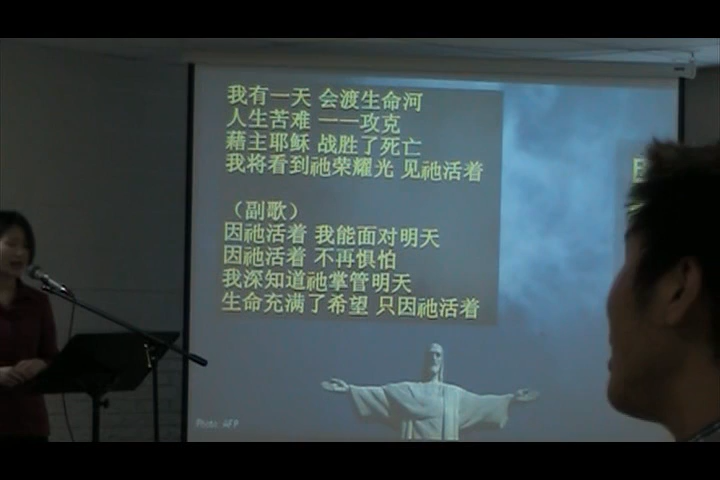 我有一天 会渡生命河
人生苦难 一一攻克
藉主耶稣 战胜了死亡
我将看到祂荣耀光 见祂活着
（副歌）
因祂活着 我能面对明天
因祂活着 不再惧怕
我深知道祂掌管明天
生命充满了希望 只因祂活着
Photo: AFP